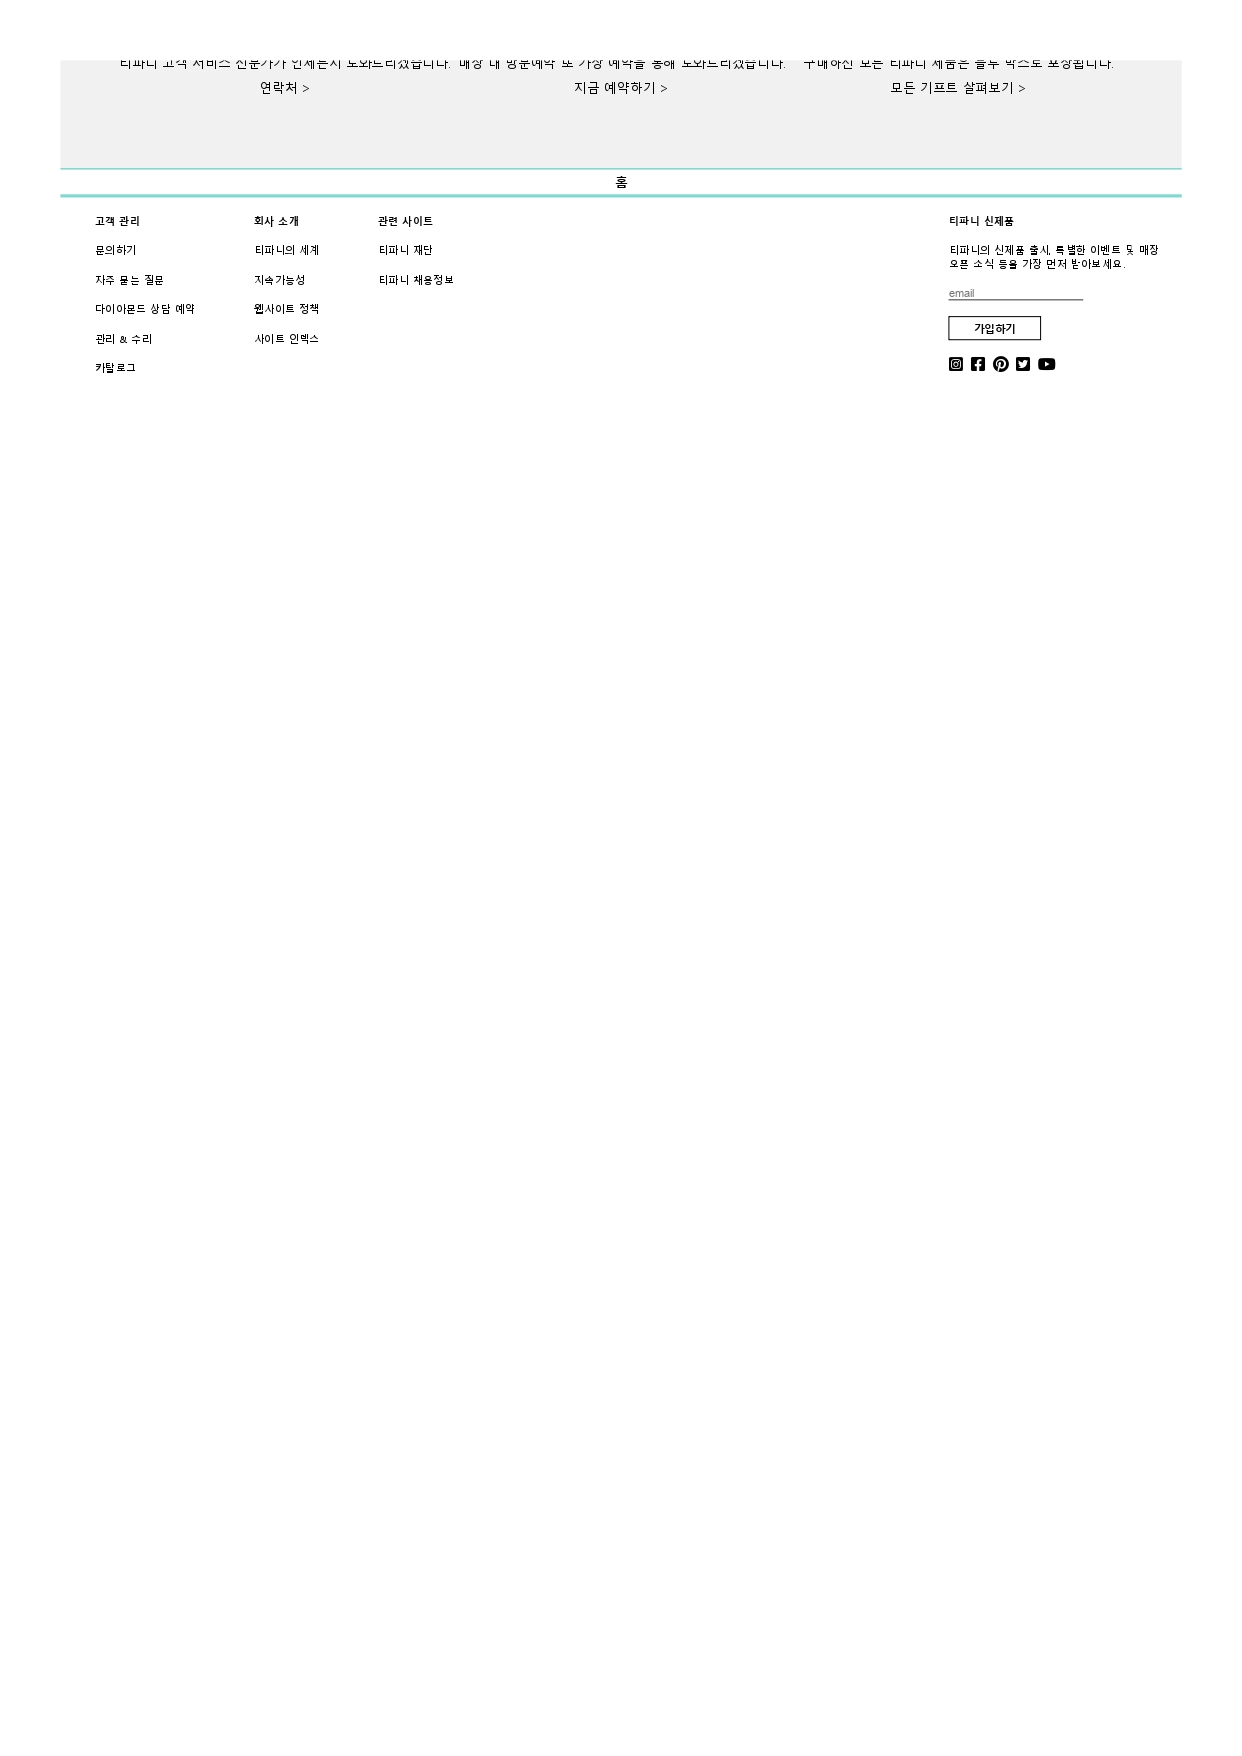 티파니 고객 서비스 전문가가 언제든지 도와드리겠습니다.
매장 내 방문예약 또 가상 예약을 통해 도와드리겠습니다.
구매하신 모든 티파니 제품은 블루 박스로 포장됩니다.
연락처 >
지금 예약하기 >
모든 기프트 살펴보기 >
홈
고객 관리
문의하기
자주 묻는 질문
다이아몬드 상담 예약
관리 & 수리
카탈로그
회사 소개
티파니의 세계
지속가능성
웹사이트 정책
사이트 인덱스
관련 사이트
티파니 재단
티파니 채용정보
티파니 신제품
티파니의 신제품 출시, 특별한 이벤트 및 매장
오픈 소식 등을 가장 먼저 받아보세요.
email
가입하기